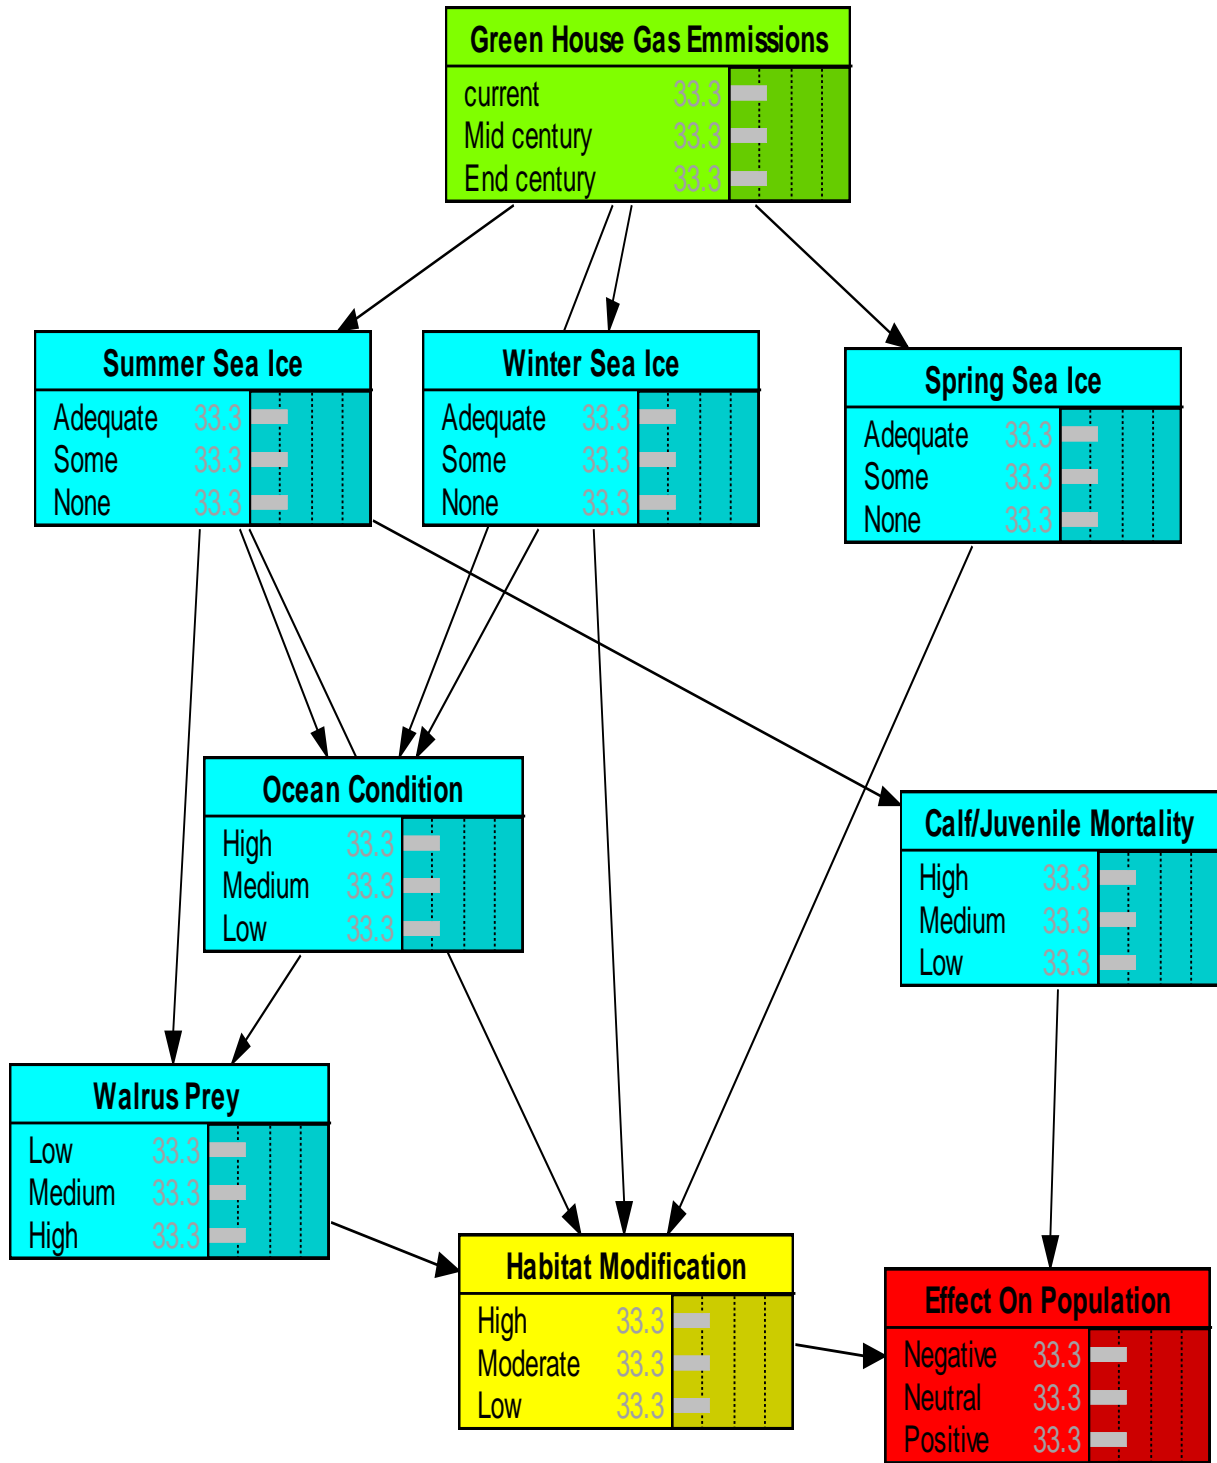 Green House Gas Emmissions
current 33.3
Mid century 33.3
End century 33.3
Summer Sea Ice
Adequate 33.3
Some 33.3
None 33.3
Winter Sea Ice
Adequate 33.3
Some 33.3
None 33.3
Spring Sea Ice
Adequate 33.3
Some 33.3
None 33.3
Ocean Condition
High 33.3
Medium 33.3
Low 33.3
Calf/Juvenile Mortality
High 33.3
Medium 33.3
Low 33.3
Walrus Prey
Low 33.3
Medium 33.3
High 33.3
Habitat Modification
High 33.3
Moderate 33.3
Low 33.3
Effect On Population
Negative 33.3
Neutral 33.3
Positive 33.3